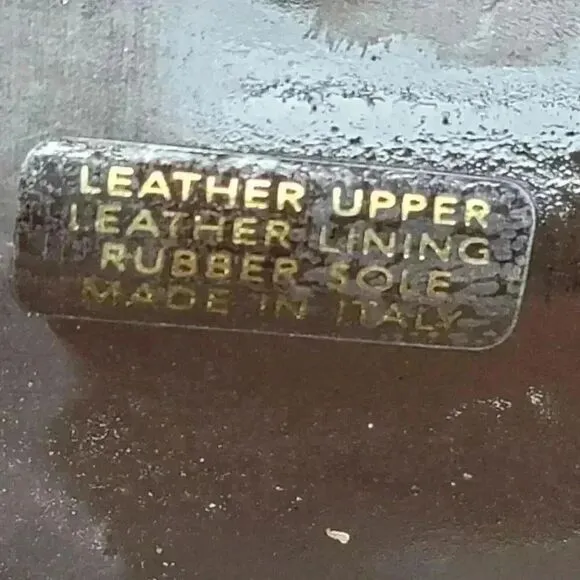 LEATHER UPPER
LEATHER LINING
RUBBER SOLE
MADE IN ITALY